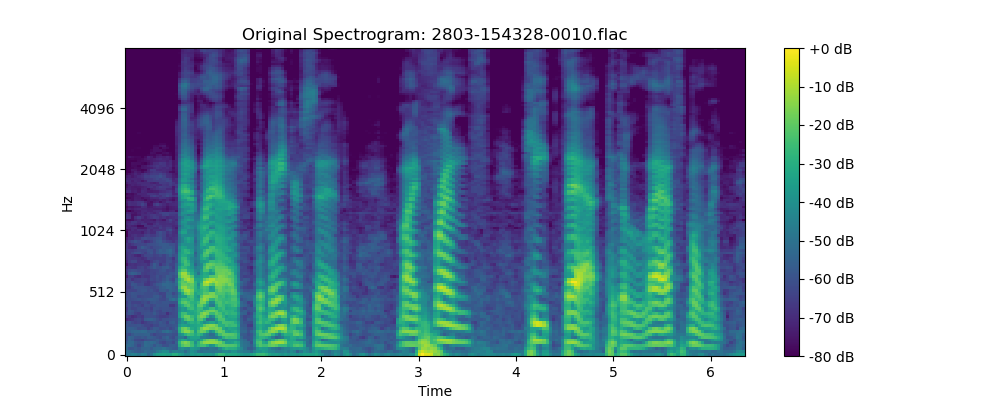 Original Spectrogram: 2803-154328-0010.flac
+0 dB
4096
-10 dB
-20 dB
2048
-30 dB
Hz
1024
-40 dB
-50 dB
512
-60 dB
-70 dB
0
-80 dB
0 1 2 3 4 5 6
Time